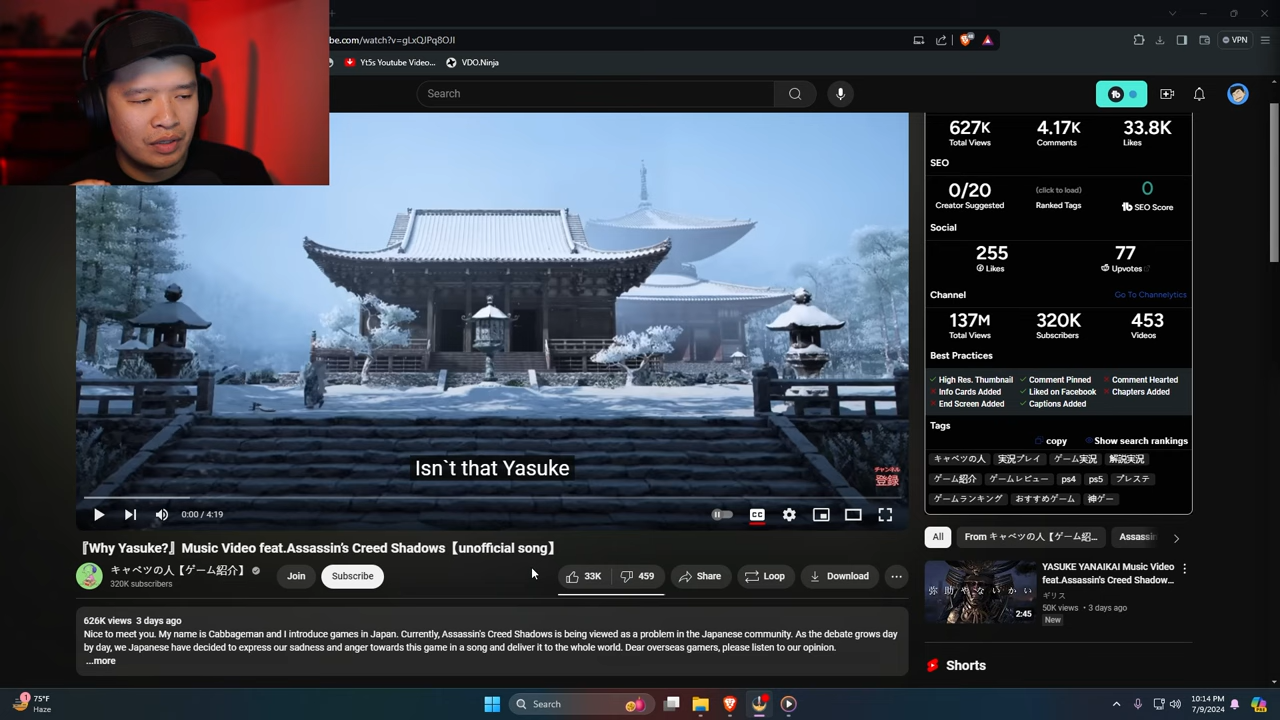 be.com/watch?v=gLxQJPq8OJI
VPN
Yt5s Youtube Video...
VDO.Ninja
Search
627K
4.17K
33.8K
Total Views
Comments
Likes
SEO
0/20
(click to load)
0
Creator Suggested
Ranked Tags
SEO Score
Social
255
77
Likes
Upvotes
Channel
Go To Channelytics
137M
320K
453
Total Views
Subscribers
Videos
Best Practices
High Res. Thumbnail
Comment Pinned
Comment Hearted
Info Cards Added
Liked on Facebook
Chapters Added
End Screen Added
Captions Added
Tags
copy
Show search rankings
キャベツの人
実況プレイ
ゲーム実況
解説実況
ゲーム紹介
ゲームレビュー
ps4
ps5
プレステ
ゲームランキング
おすすめゲーム
神ゲー
Isn`t that Yasuke
チャンネル
登録
0:00 / 4:19
CC
『Why Yasuke?』 Music Video feat.Assassin’s Creed Shadows【unofficial song】
キャベツの人【ゲーム紹介】
320K subscribers
Join
Subscribe
33K
459
Share
Loop
Download
626K views 3 days ago
Nice to meet you. My name is Cabbageman and I introduce games in Japan. Currently, Assassin's Creed Shadows is being viewed as a problem in the Japanese community. As the debate grows day
by day, we Japanese have decided to express our sadness and anger towards this game in a song and deliver it to the whole world. Dear overseas gamers, please listen to our opinion.
...more
All
From キャベツの人【ゲーム紹...
Assassin
YASUKE YANAIKAI Music Video
feat.Assassin's Creed Shadow...
ギリス
50K views • 3 days ago
New
弥助やないかい
2:45
Shorts
1
75°F
Haze
Search
10:14 PM
7/9/2024